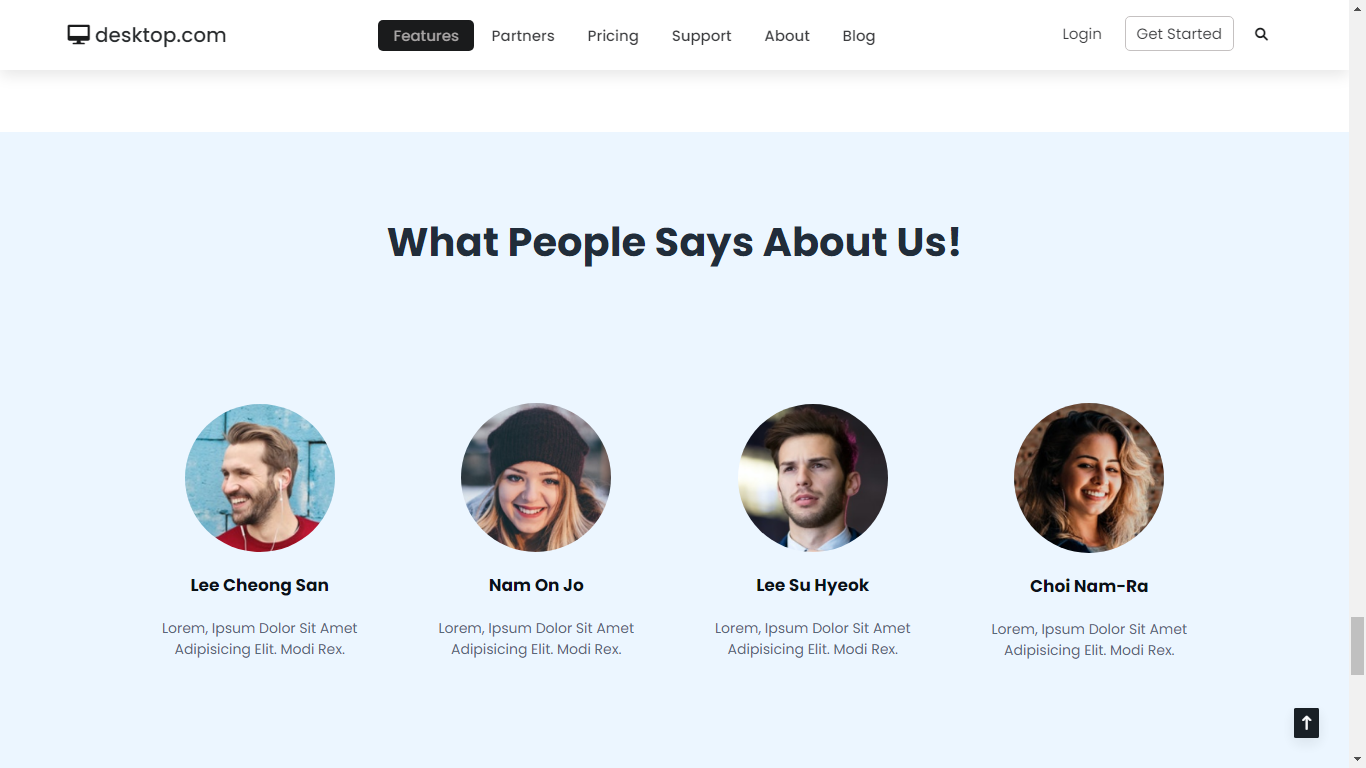 desktop.com
Features
Partners
Pricing
Support
About
Blog
Login
Get Started
What People Says About Us!
Lee Cheong San
Lorem, Ipsum Dolor Sit Amet
Adipisicing Elit. Modi Rex.
Nam On Jo
Lorem, Ipsum Dolor Sit Amet
Adipisicing Elit. Modi Rex.
Lee Su Hyeok
Lorem, Ipsum Dolor Sit Amet
Adipisicing Elit. Modi Rex.
Choi Nam-Ra
Lorem, Ipsum Dolor Sit Amet
Adipisicing Elit. Modi Rex.